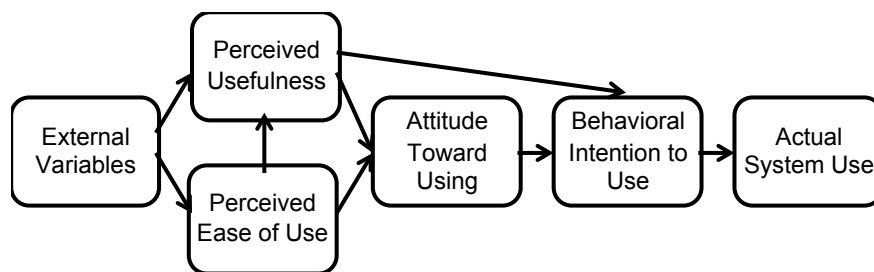 Perceived
Usefulness
External
Variables
Perceived
Ease of Use
Attitude
Toward
Using
Behavioral
Intention to
Use
Actual
System Use